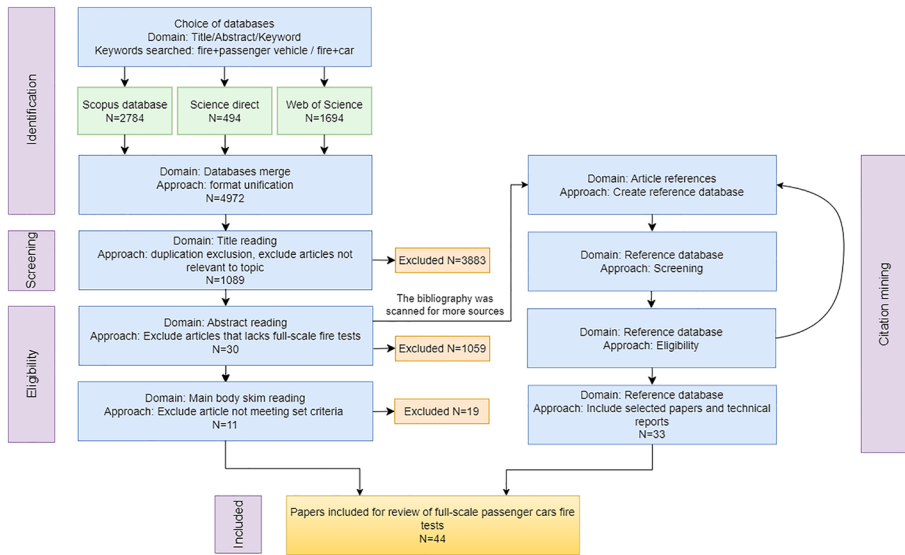 Identification
Choice of databases
Domain: Title/Abstract/Keyword
Keywords searched: fire+passenger vehicle / fire+car
Scopus database
N=2784
Science direct
N=494
Web of Science
N=1694
Domain: Databases merge
Approach: format unification
N=4972
Screening
Domain: Title reading
Approach: duplication exclusion, exclude articles not
relevant to topic
N=1089
Excluded N=3883
Eligibility
Domain: Abstract reading
Approach: Exclude articles that lacks full-scale fire tests
N=30
Excluded N=1059
The bibliography was
scanned for more sources
Domain: Main body skim reading
Approach: Exclude article not meeting set criteria
N=11
Excluded N=19
Citation mining
Domain: Article references
Approach: Create reference database
Domain: Reference database
Approach: Screening
Domain: Reference database
Approach: Eligibility
Domain: Reference database
Approach: Include selected papers and technical
reports
N=33
Included
Papers included for review of full-scale passenger cars fire
tests
N=44